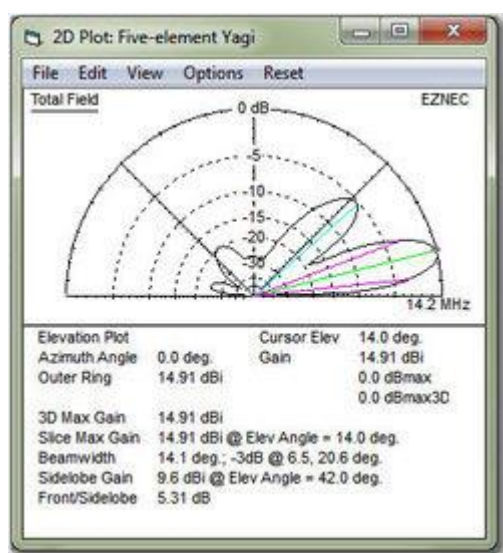 2D Plot: Five-element Yagi
File Edit View Options Reset
Total Field
0 dB
EZNEC
-5
-10
-15
-20
-30
14.2 MHz
Elevation Plot Cursor Elev 14.0 deg.
Azimuth Angle 0.0 deg. Gain 14.91 dBi
Outer Ring 14.91 dBi 0.0 dBmax
0.0 dBmax3D
3D Max Gain 14.91 dBi
Slice Max Gain 14.91 dBi @ Elev Angle = 14.0 deg.
Beamwidth 14.1 deg.; -3dB @ 6.5, 20.6 deg.
Sidelobe Gain 9.6 dBi @ Elev Angle = 42.0 deg.
Front/Sidelobe 5.31 dB